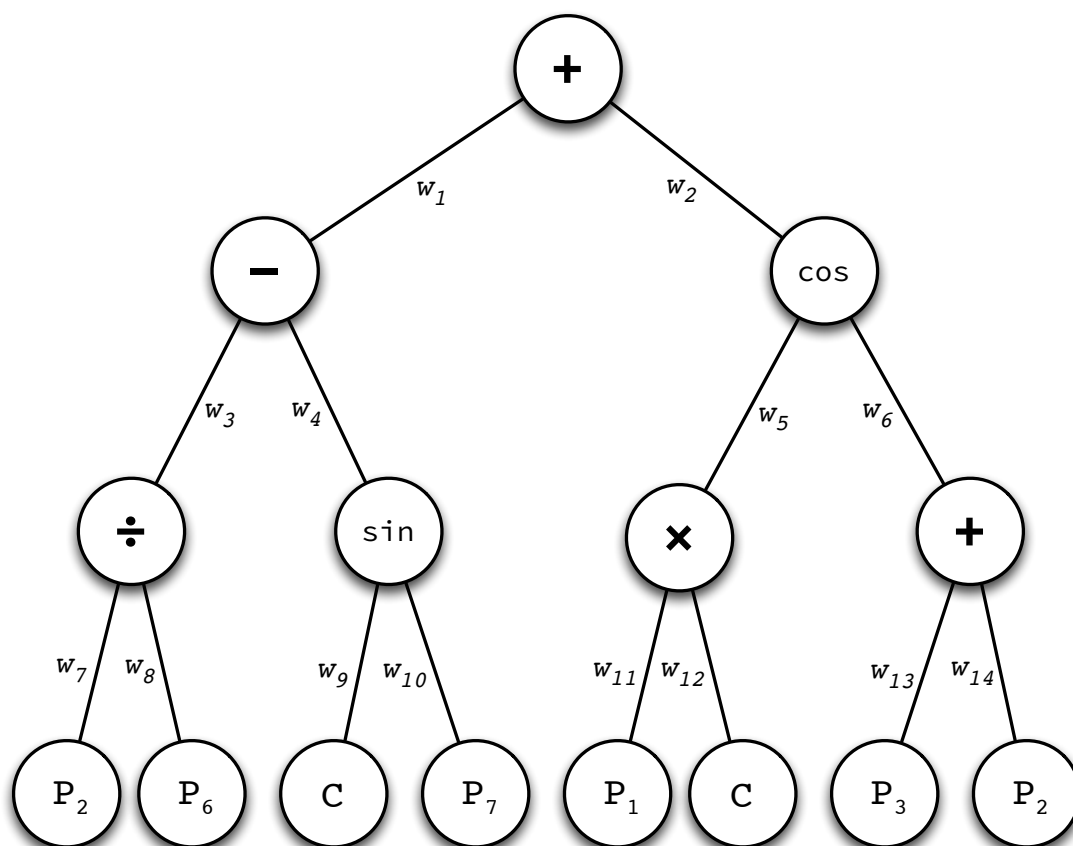 +
w₁ w₂
− cos
w₃ w₄ w₅ w₆
÷ sin × +
w₇ w₈ w₉ w₁₀ w₁₁ w₁₂ w₁₃ w₁₄
P₂ P₆ C P₇ P₁ C P₃ P₂